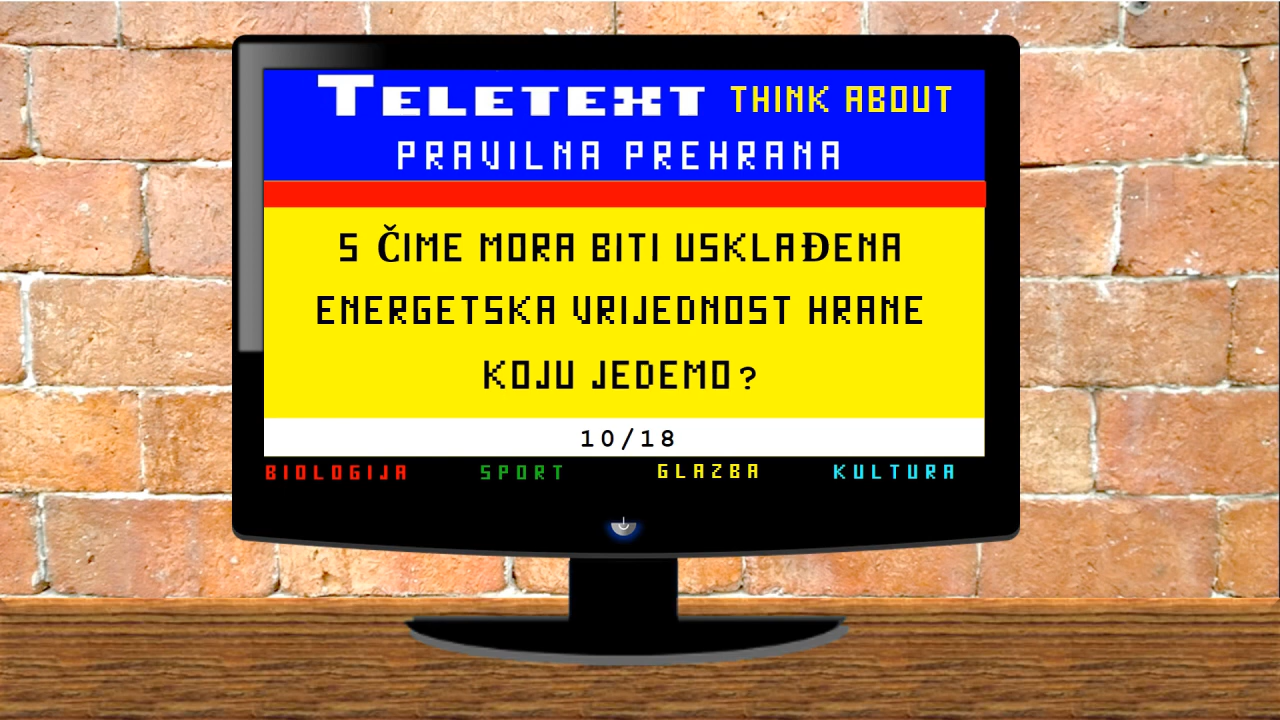 TELETEXT THINK ABOUT
PRAVILNA PREHRANA
S ČIME MORA BITI USKLAĐENA
ENERGETSKA VRIJEDNOST HRANE
KOJU JEDEMO?
10/18
BIOLOGIJA SPORT GLAZBA KULTURA